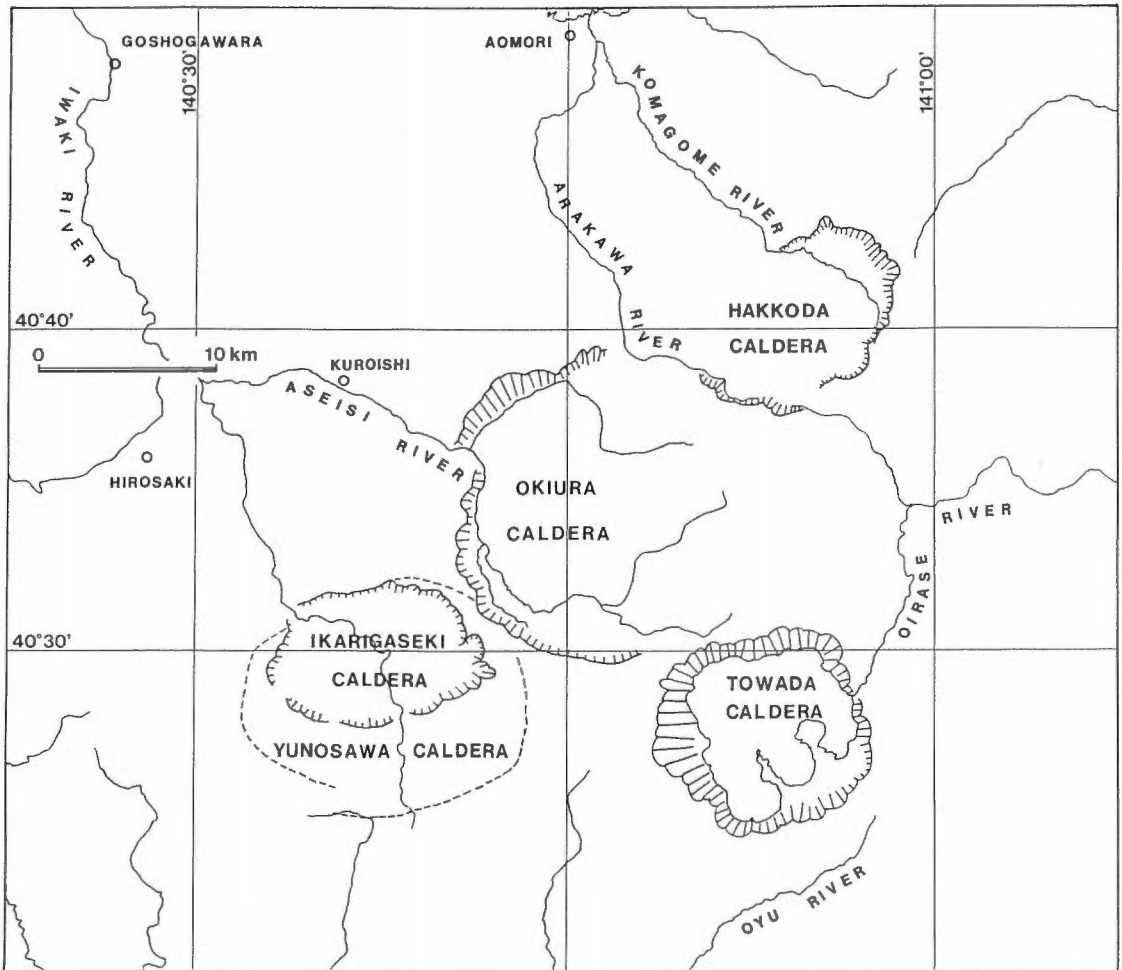 GOSHOGAWARA
AOMORI
140°30'
141°00'
IWAKI RIVER
KOMAGOME RIVER
ARAKAWA RIVER
HAKKODA
CALDERA
40°40'
0 10 km
KUROISHI
ASEISI RIVER
HIROSAKI
OKIURA
CALDERA
OIRASE RIVER
40°30'
IKARIGASEKI
CALDERA
TOWADA
CALDERA
YUNOSAWA CALDERA
OYU RIVER